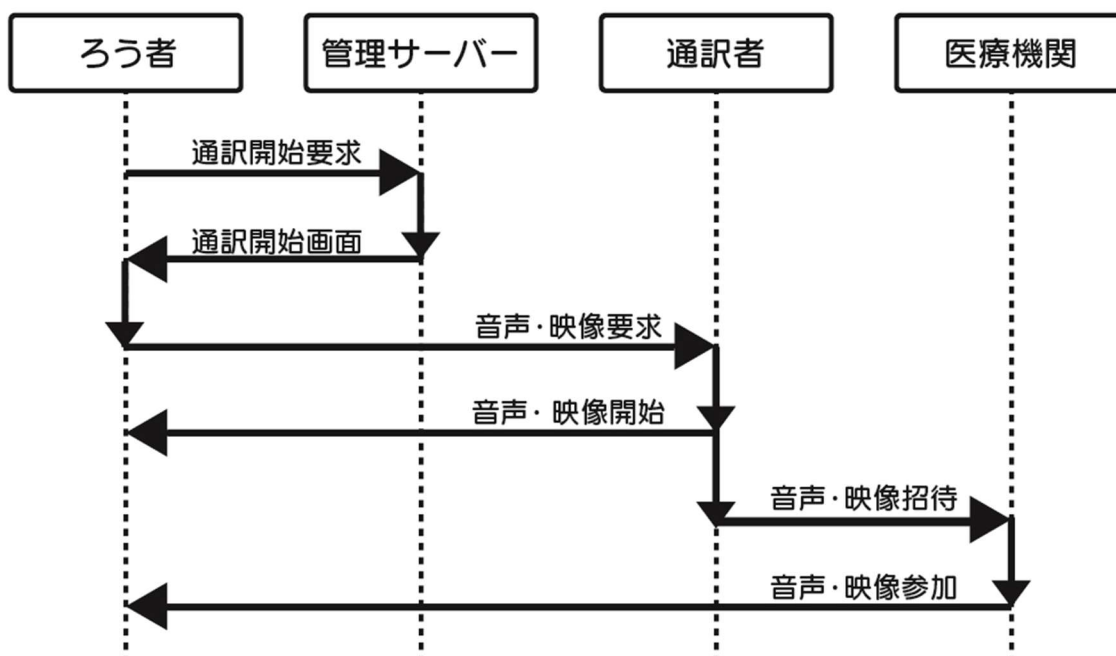 ろう者
管理サーバー
通訳者
医療機関
通訳開始要求
通訳開始画面
音声・映像要求
音声・映像開始
音声・映像招待
音声・映像参加